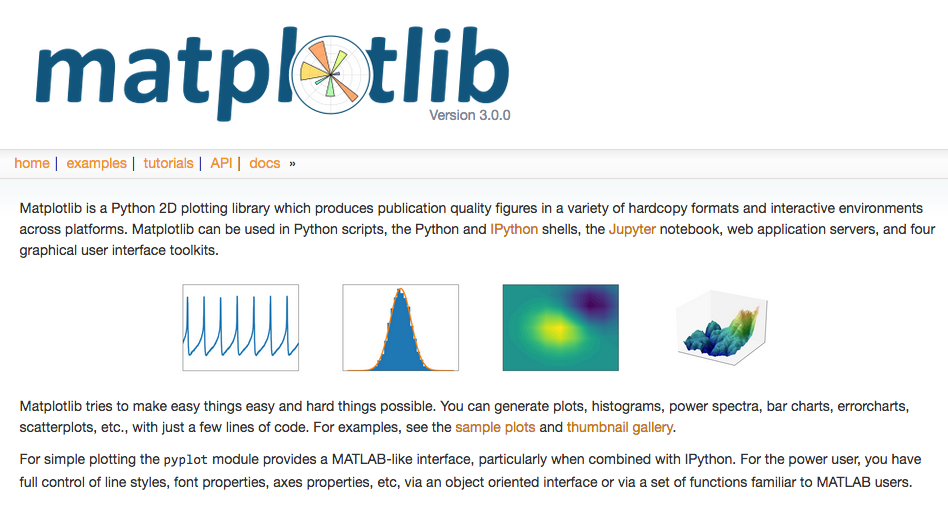 matplotlib
Version 3.0.0
home | examples | tutorials | API | docs »
Matplotlib is a Python 2D plotting library which produces publication quality figures in a variety of hardcopy formats and interactive environments
across platforms. Matplotlib can be used in Python scripts, the Python and IPython shells, the Jupyter notebook, web application servers, and four
graphical user interface toolkits.
Matplotlib tries to make easy things easy and hard things possible. You can generate plots, histograms, power spectra, bar charts, errorcharts,
scatterplots, etc., with just a few lines of code. For examples, see the sample plots and thumbnail gallery.
For simple plotting the pyplot module provides a MATLAB-like interface, particularly when combined with IPython. For the power user, you have
full control of line styles, font properties, axes properties, etc, via an object oriented interface or via a set of functions familiar to MATLAB users.